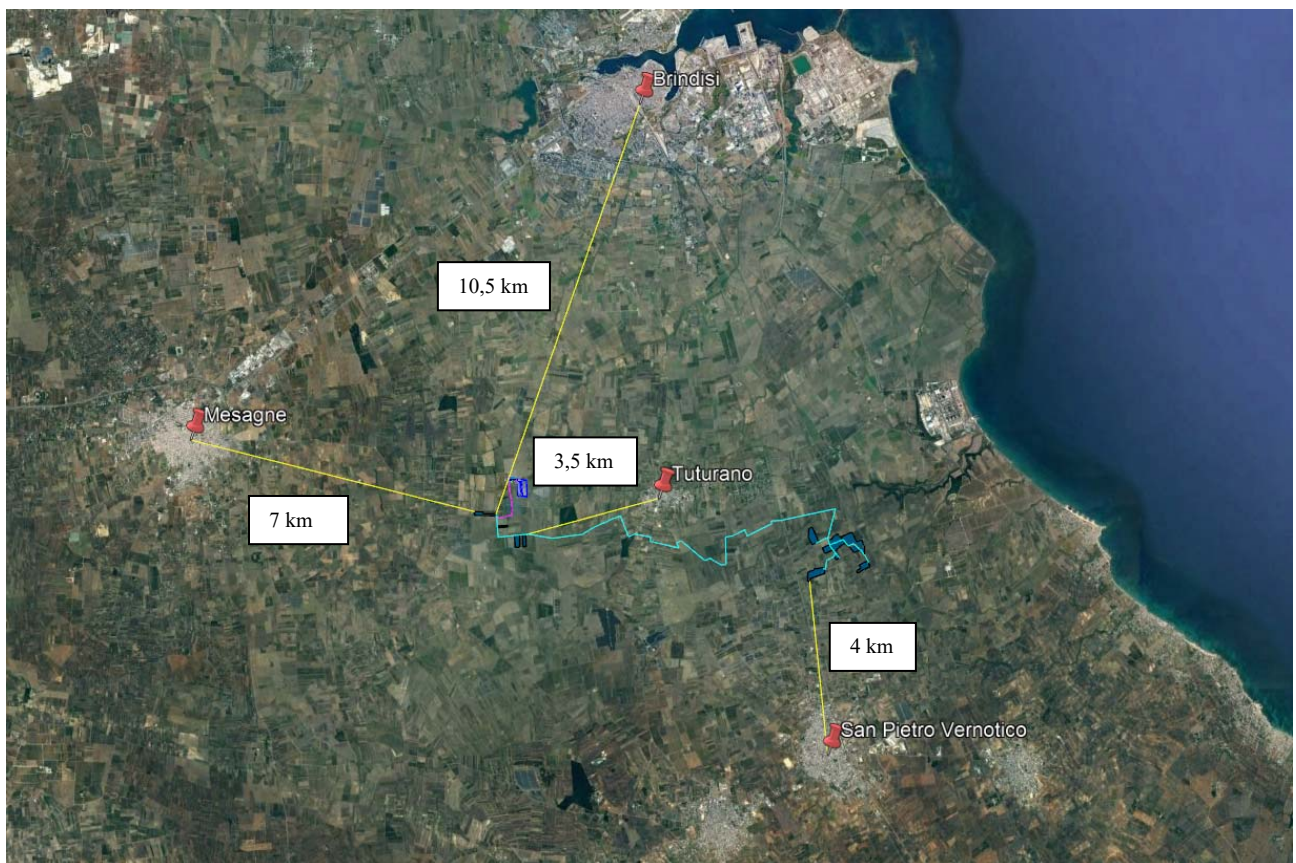 Brindisi
10,5 km
Mesagne
3,5 km
Tuturano
7 km
4 km
San Pietro Vernotico